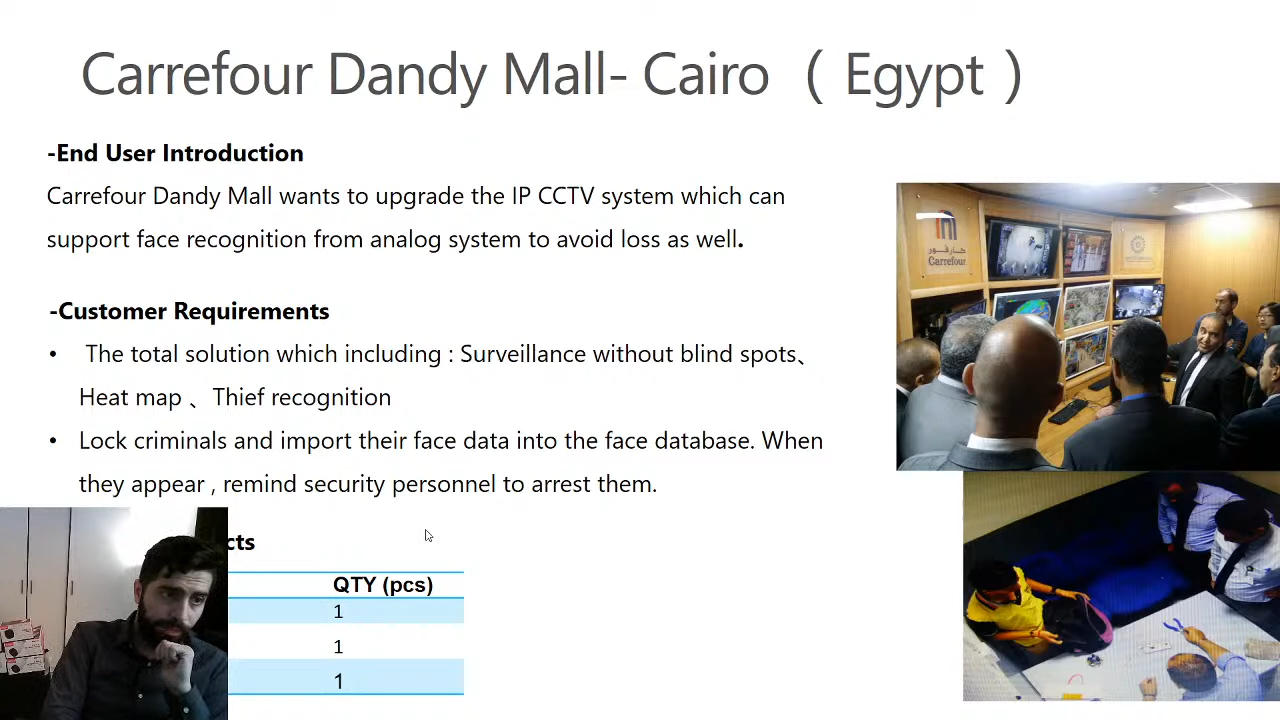 Carrefour Dandy Mall- Cairo （ Egypt ）
-End User Introduction
Carrefour Dandy Mall wants to upgrade the IP CCTV system which can
support face recognition from analog system to avoid loss as well.
-Customer Requirements
• The total solution which including : Surveillance without blind spots、
Heat map 、Thief recognition
• Lock criminals and import their face data into the face database. When
they appear , remind security personnel to arrest them.
cts
QTY (pcs)
1
1
1
كارفور
Carrefour